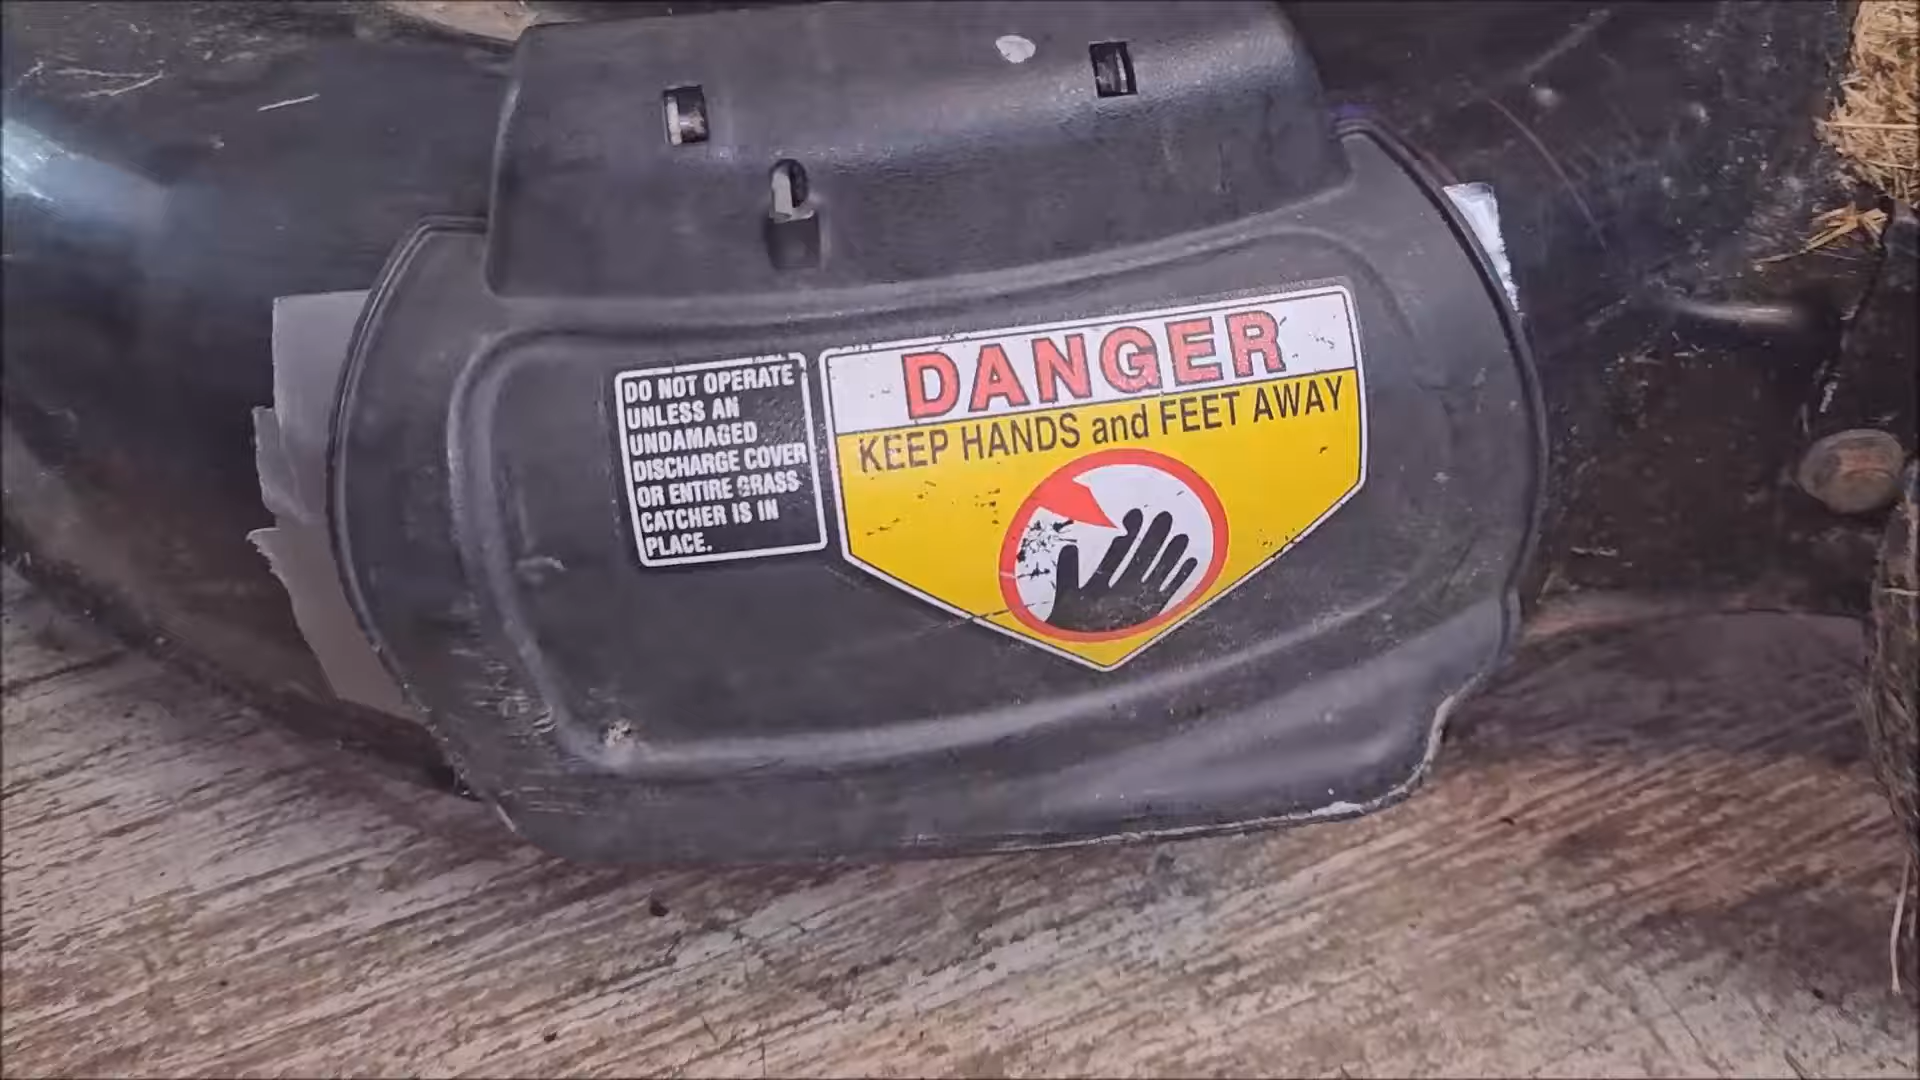 DO NOT OPERATE
UNLESS AN
UNDAMAGED
DISCHARGE COVER
OR ENTIRE GRASS
CATCHER IS IN
PLACE.
DANGER
KEEP HANDS and FEET AWAY